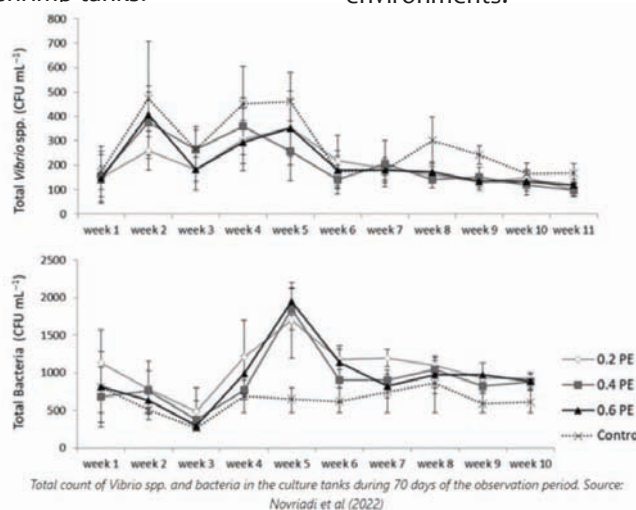 environments.
800
700
600
500
400
300
200
100
0
Total Vibrio spp. (CFU mL⁻¹)
week 1 week 2 week 3 week 4 week 5 week 6 week 7 week 8 week 9 week 10 week 11
2500
2000
1500
1000
500
0
Total Bacteria (CFU mL⁻¹)
week 1 week 2 week 3 week 4 week 5 week 6 week 7 week 8 week 9 week 10
0.2 PE
0.4 PE
0.6 PE
Contro
Total count of Vibrio spp. and bacteria in the culture tanks during 70 days of the observation period. Source:
Novriadi et al (2022)